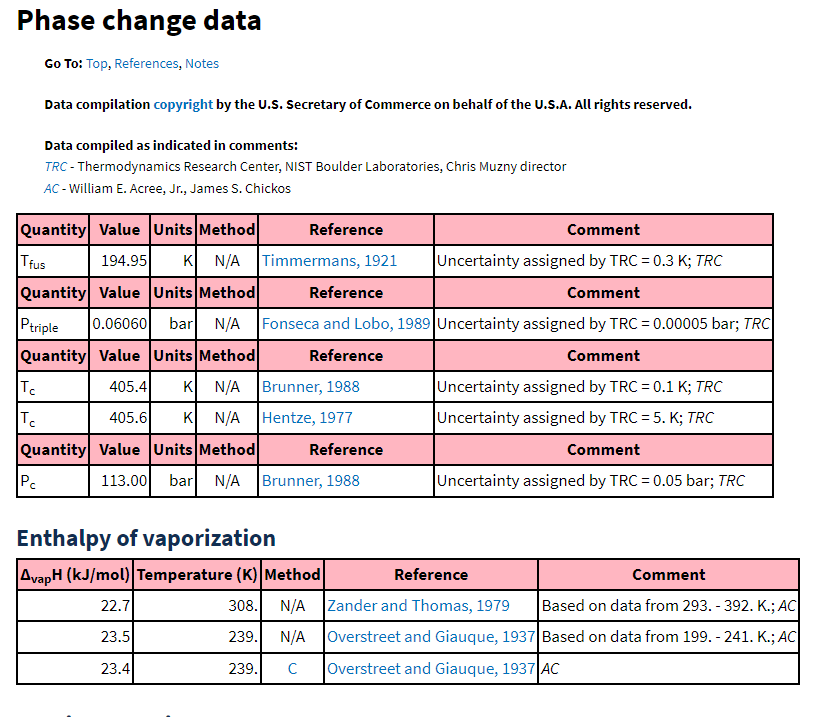 Phase change data
Go To: Top, References, Notes
Data compilation copyright by the U.S. Secretary of Commerce on behalf of the U.S.A. All rights reserved.
Data compiled as indicated in comments:
TRC - Thermodynamics Research Center, NIST Boulder Laboratories, Chris Muzny director
AC - William E. Acree, Jr., James S. Chickos
Quantity Value Units Method Reference Comment
Tfus 194.95 K N/A Timmermans, 1921 Uncertainty assigned by TRC = 0.3 K; TRC
Quantity Value Units Method Reference Comment
Ptriple 0.06060 bar N/A Fonseca and Lobo, 1989 Uncertainty assigned by TRC = 0.00005 bar; TRC
Quantity Value Units Method Reference Comment
Tc 405.4 K N/A Brunner, 1988 Uncertainty assigned by TRC = 0.1 K; TRC
Tc 405.6 K N/A Hentze, 1977 Uncertainty assigned by TRC = 5. K; TRC
Quantity Value Units Method Reference Comment
Pc 113.00 bar N/A Brunner, 1988 Uncertainty assigned by TRC = 0.05 bar; TRC
Enthalpy of vaporization
ΔvapH (kJ/mol) Temperature (K) Method Reference Comment
22.7 308. N/A Zander and Thomas, 1979 Based on data from 293. - 392. K.; AC
23.5 239. N/A Overstreet and Giauque, 1937 Based on data from 199. - 241. K.; AC
23.4 239. C Overstreet and Giauque, 1937 AC